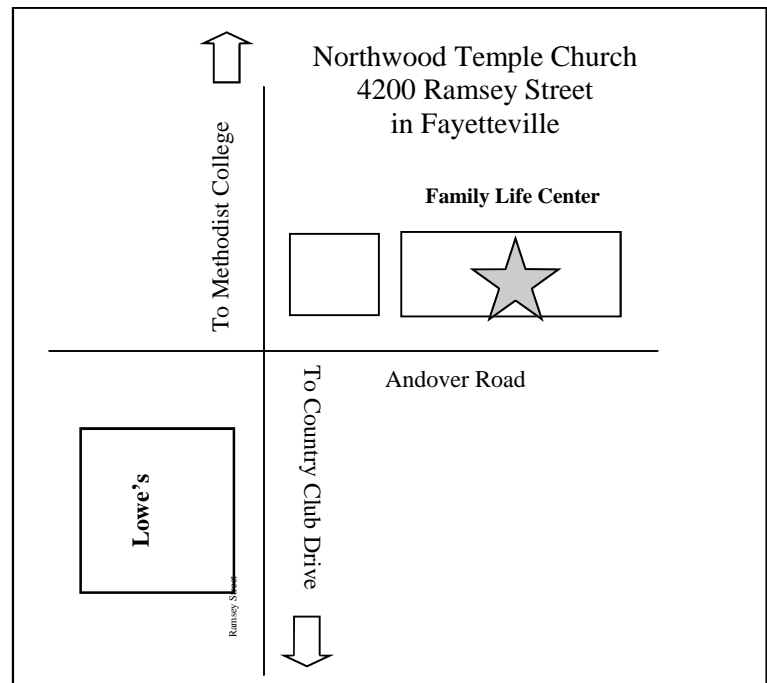 Northwood Temple Church
4200 Ramsey Street
in Fayetteville
To Methodist College
Family Life Center
Andover Road
To Country Club Drive
Lowe's
Ramsey Street